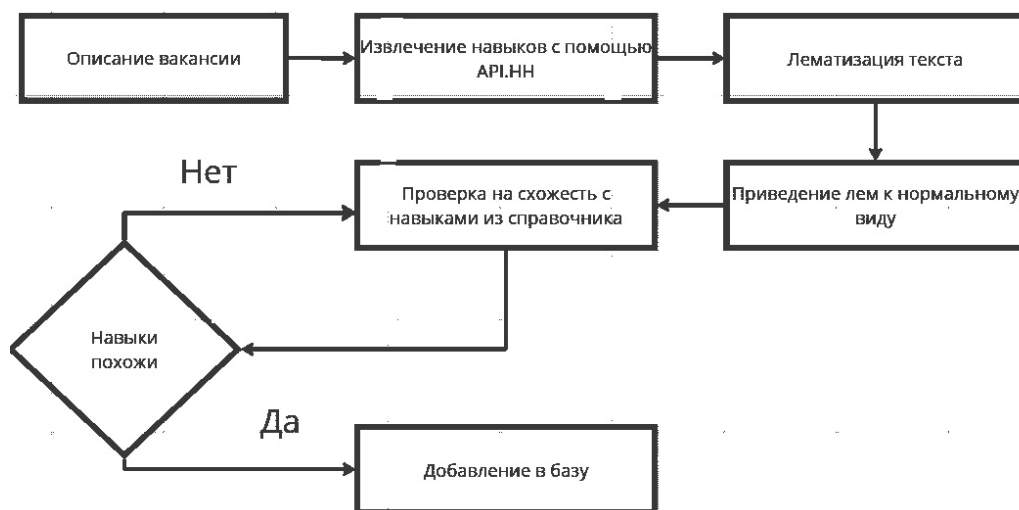 Описание вакансии
Извлечение навыков с помощью
API.HH
Лематизация текста
Нет
Проверка на схожесть с
навыками из справочника
Приведение лем к нормальному
виду
Навыки
похожи
Да
Добавление в базу